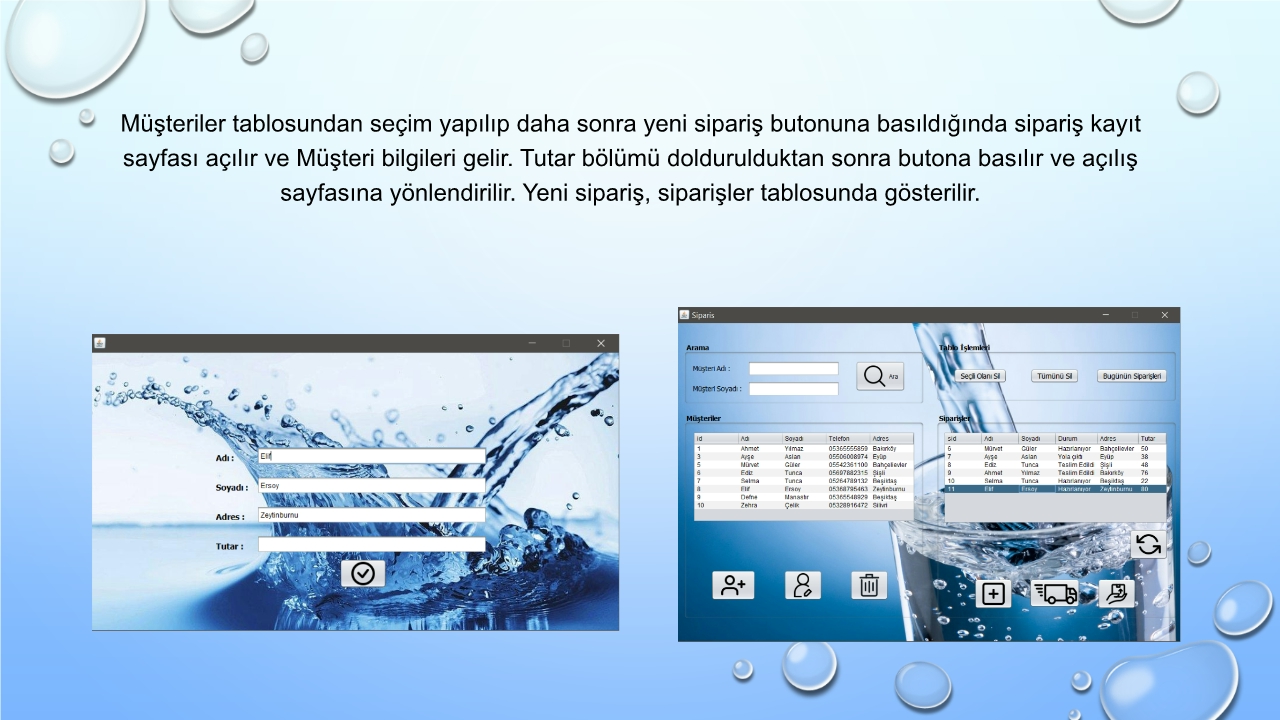 Müşteriler tablosundan seçim yapılıp daha sonra yeni sipariş butonuna basıldığında sipariş kayıt
sayfası açılır ve Müşteri bilgileri gelir. Tutar bölümü doldurulduktan sonra butona basılır ve açılış
sayfasına yönlendirilir. Yeni sipariş, siparişler tablosunda gösterilir.
Adı : Elif
Soyadı : Ersoy
Adres : Zeytinburnu
Tutar :
Siparis
Arama
Müşteri Adı :
Müşteri Soyadı :
Ara
Tablo İşlemleri
Seçili Olanı Sil Tümünü Sil Bugünün Siparişleri
Müşteriler
id Adı Soyadı Telefon Adres
1 Ahmet Yılmaz 05365555859 Bakırköy
3 Ayşe Aslan 05506008974 Eyüp
5 Mürvet Güler 05542361100 Bahçelievler
6 Ediz Tunca 05697882315 Şişli
7 Selma Tunca 05264789132 Beşiktaş
8 Elif Ersoy 05368795463 Zeytinburnu
9 Defne Manastır 05365548929 Beşiktaş
10 Zehra Çelik 05328916472 Silivri
Siparişler
sid Adı Soyadı Durum Adres Tutar
6 Mürvet Güler Hazırlanıyor Bahçelievler 50
7 Ayşe Aslan Yola çıktı Eyüp 38
8 Ediz Tunca Teslim Edildi Şişli 48
9 Ahmet Yılmaz Teslim Edildi Bakırköy 76
10 Selma Tunca Hazırlanıyor Beşiktaş 22
11 Elif Ersoy Hazırlanıyor Zeytinburnu 80